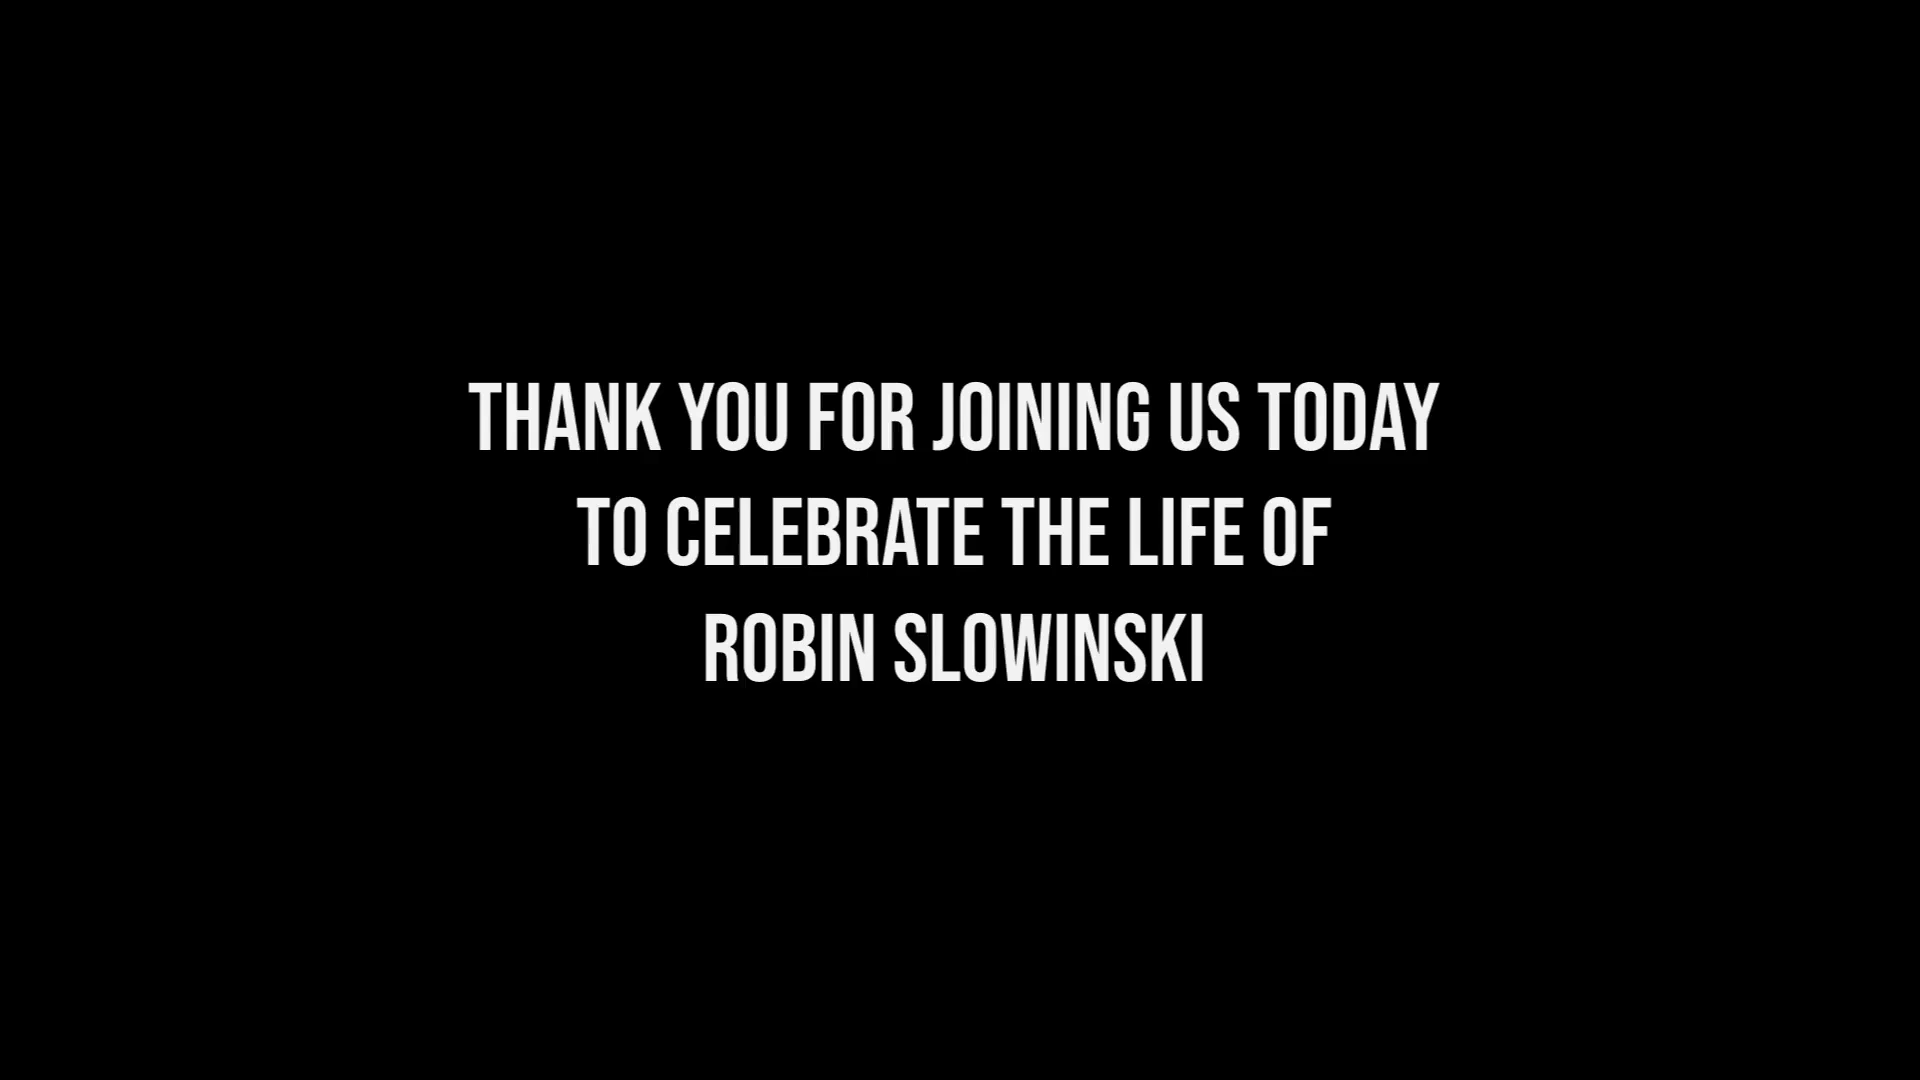 THANK YOU FOR JOINING US TODAY
TO CELEBRATE THE LIFE OF
ROBIN SLOWINSKI